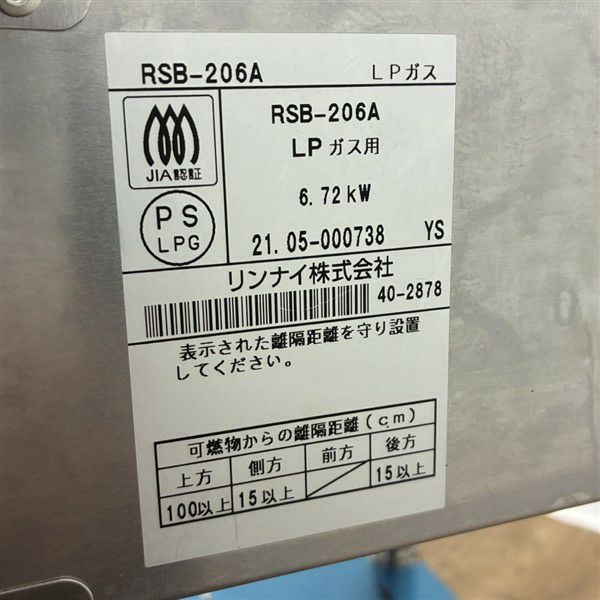 RSB-206A LPガス
JIA認証
RSB-206A
LPガス用
6.72kW
PS
LPG
21.05-000738 YS
リンナイ株式会社
40-2878
表示された離隔距離を守り設置
してください。
可燃物からの離隔距離(cm)
上方 側方 前方 後方
100以上 15以上 15以上